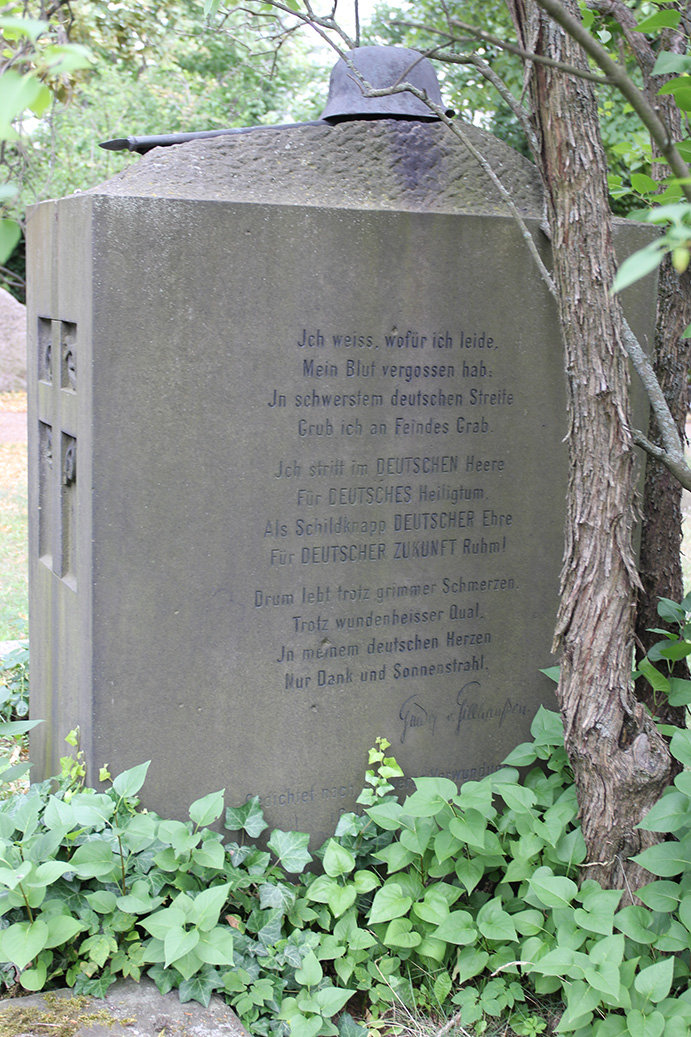 Jch weiss, wofür ich leide,
Mein Blut vergossen hab;
Jn schwerstem deutschen Streite
Grub ich an Feindes Grab.
Jch stritt im DEUTSCHEN Heere
Für DEUTSCHES Heiligtum,
Als Schildknapp DEUTSCHER Ehre
Für DEUTSCHER ZUKUNFT Ruhm!
Drum lebt trotz grimmer Schmerzen,
Trotz wundenheisser Qual,
Jn meinem deutschen Herzen
Nur Dank und Sonnenstrahl.
Gedicht nach